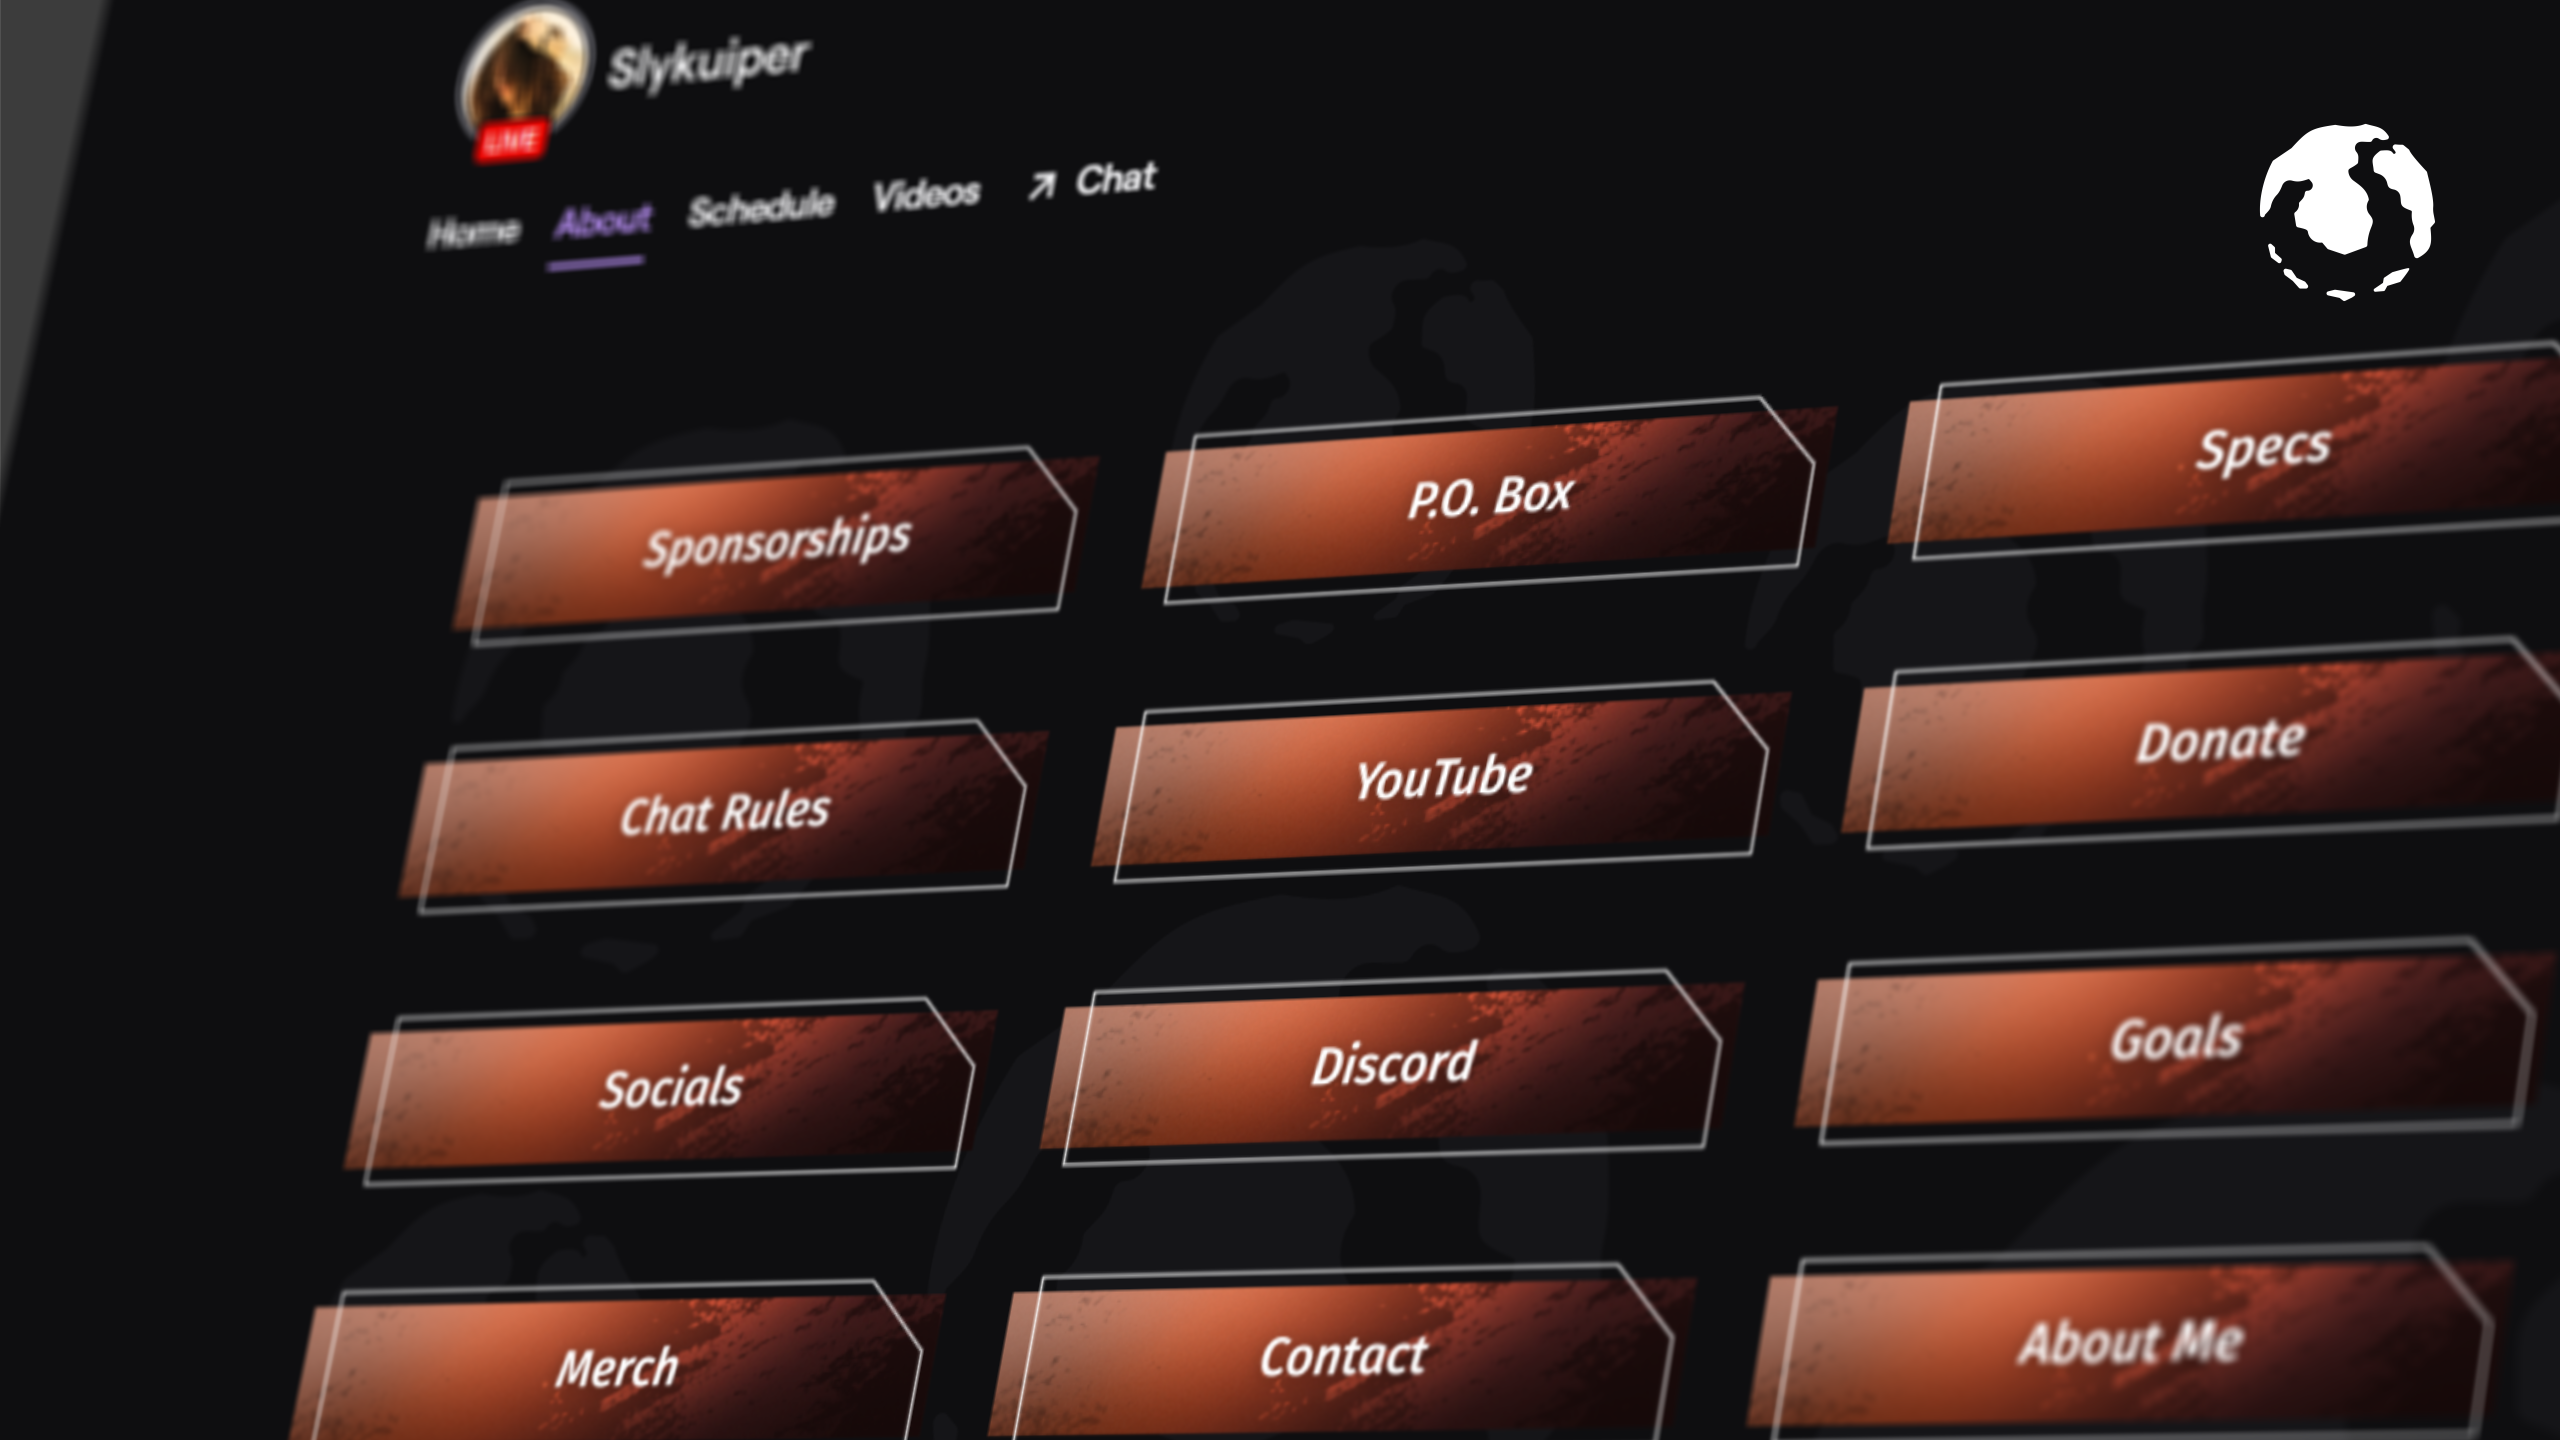 Slykuiper
LIVE
Home About Schedule Videos Chat
Sponsorships P.O. Box Specs
Chat Rules YouTube Donate
Socials Discord Goals
Merch Contact About Me